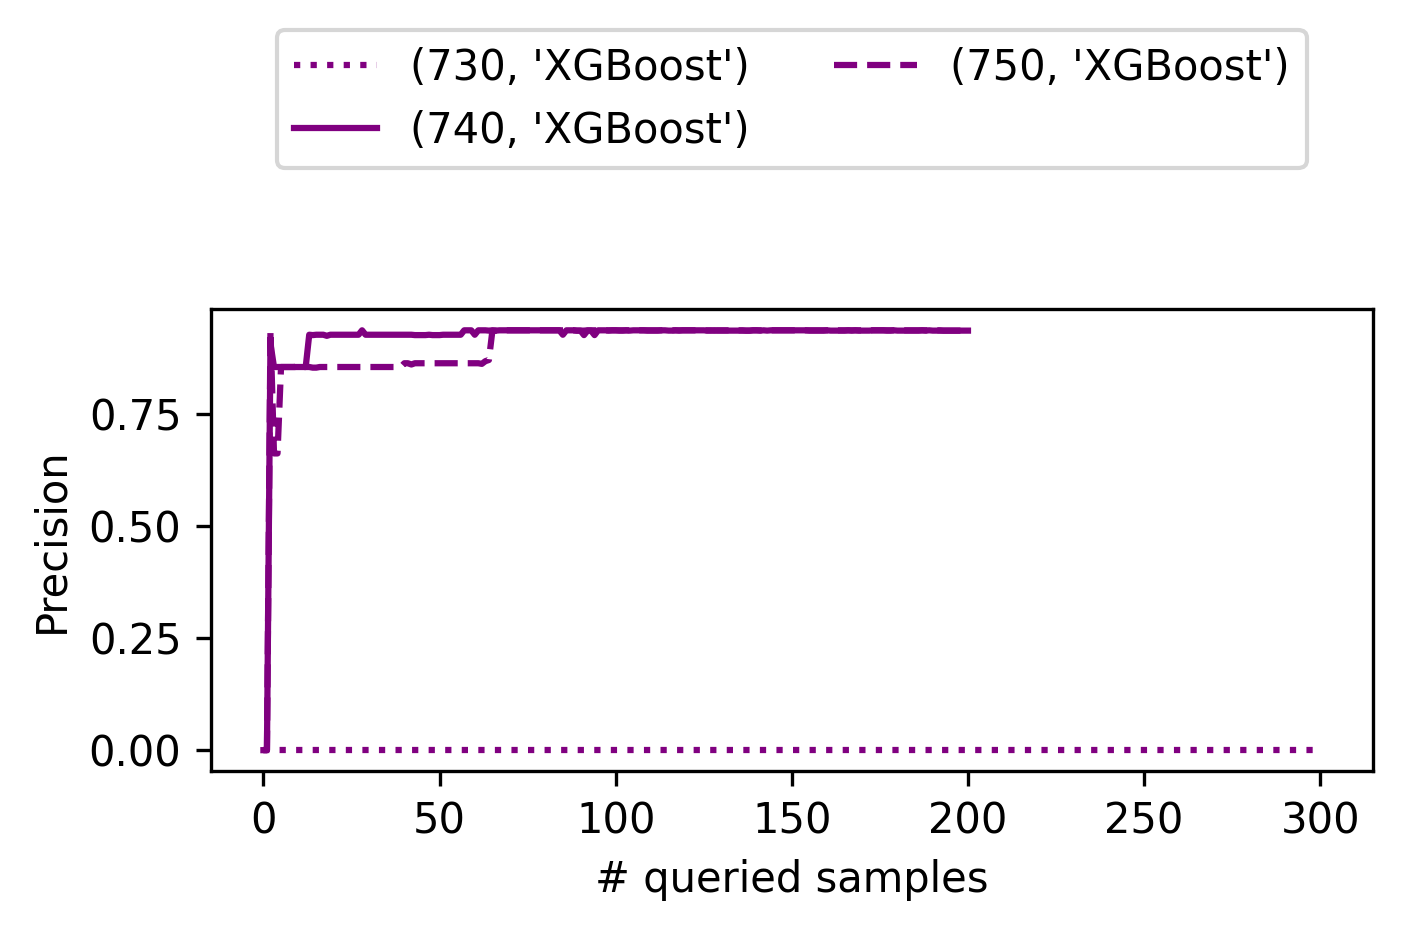 (730, 'XGBoost')
(740, 'XGBoost')
(750, 'XGBoost')
Precision
0.75
0.50
0.25
0.00
0 50 100 150 200 250 300
# queried samples